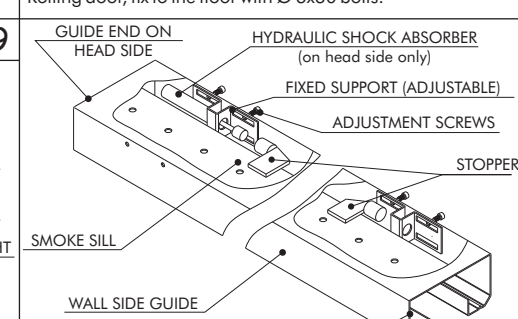 Rolling door, fix to the floor with Ø 8x60 bolts.
9
GUIDE END ON
HEAD SIDE
HYDRAULIC SHOCK ABSORBER
(on head side only)
FIXED SUPPORT (ADJUSTABLE)
ADJUSTMENT SCREWS
STOPPER
SMOKE SILL
WALL SIDE GUIDE